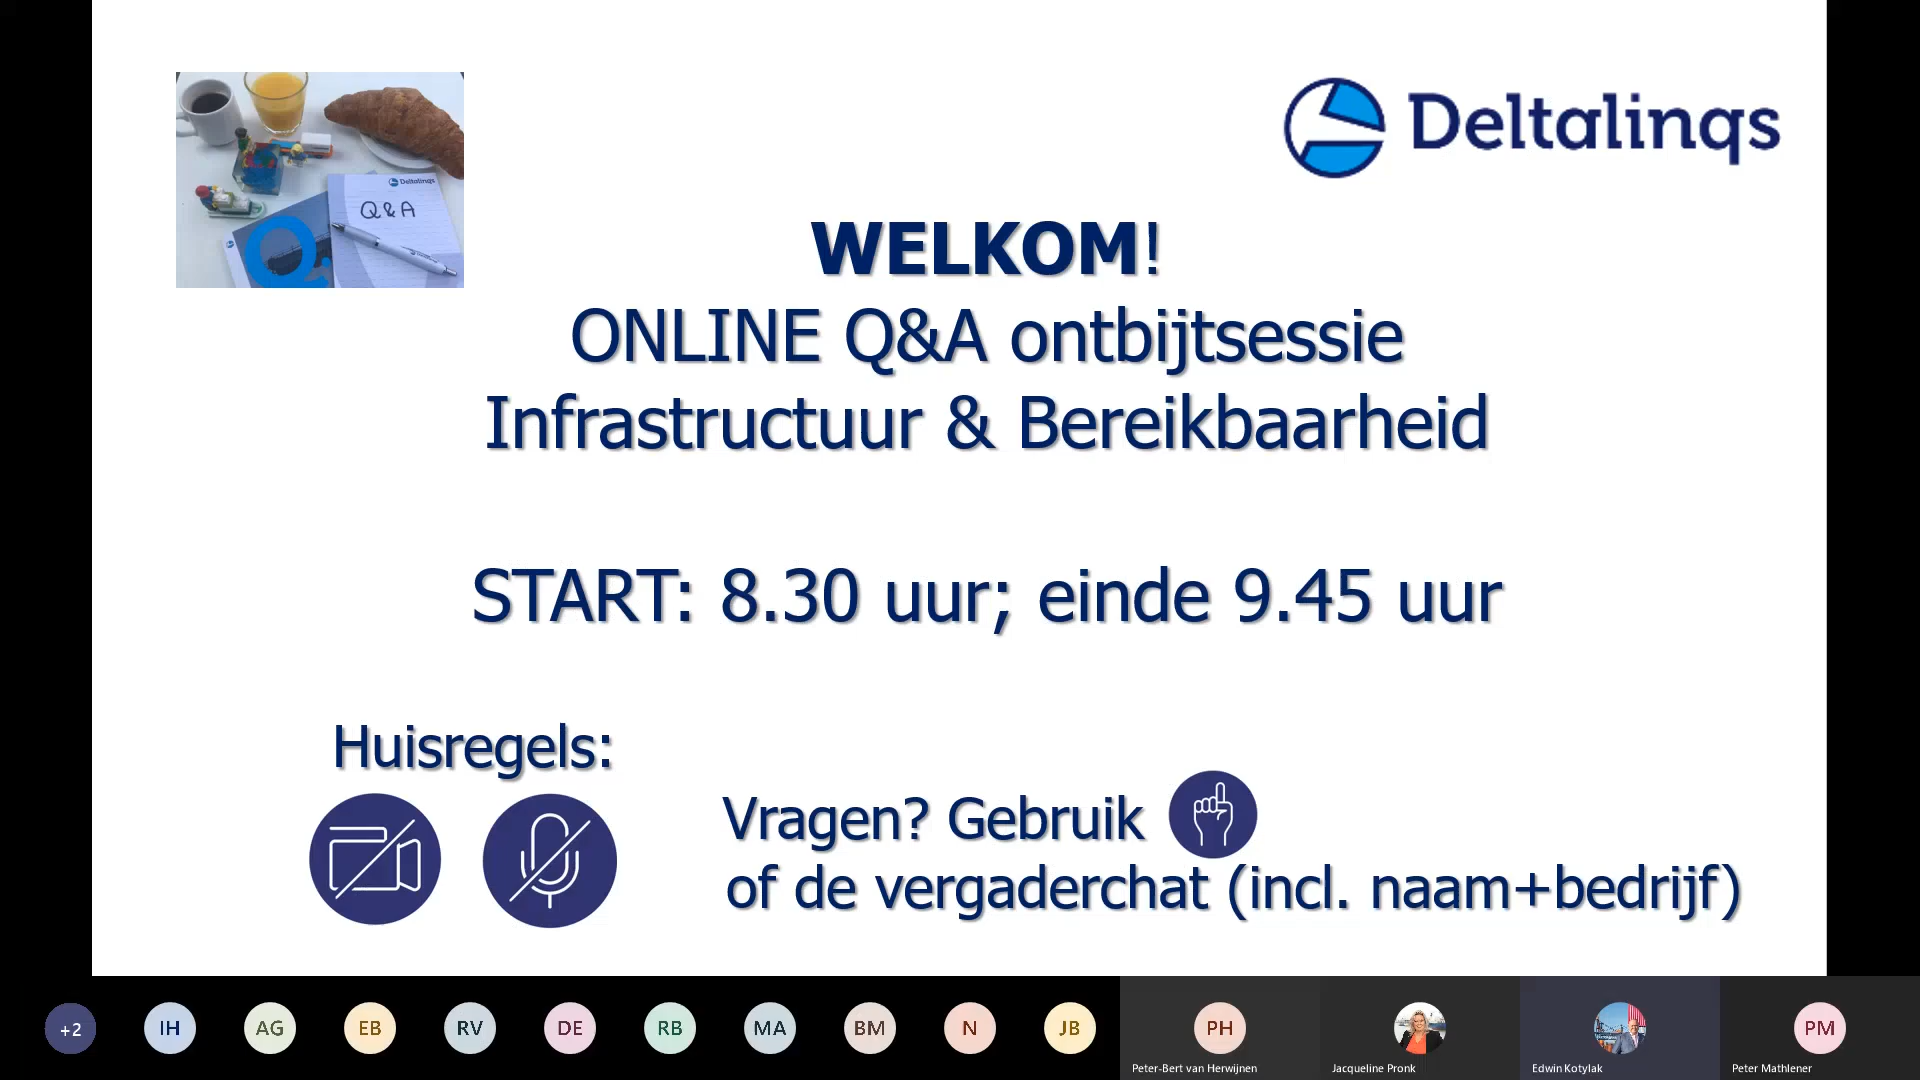 Deltalinqs
Deltalinqs
Q&A
WELKOM!
ONLINE Q&A ontbijtsessie
Infrastructuur & Bereikbaarheid
START: 8.30 uur; einde 9.45 uur
Huisregels:
Vragen? Gebruik
of de vergaderchat (incl. naam+bedrijf)
+2 IH AG EB RV DE RB MA BM N JB PH PM
Peter-Bert van Herwijnen Jacqueline Pronk Edwin Kotylak Peter Mathlener